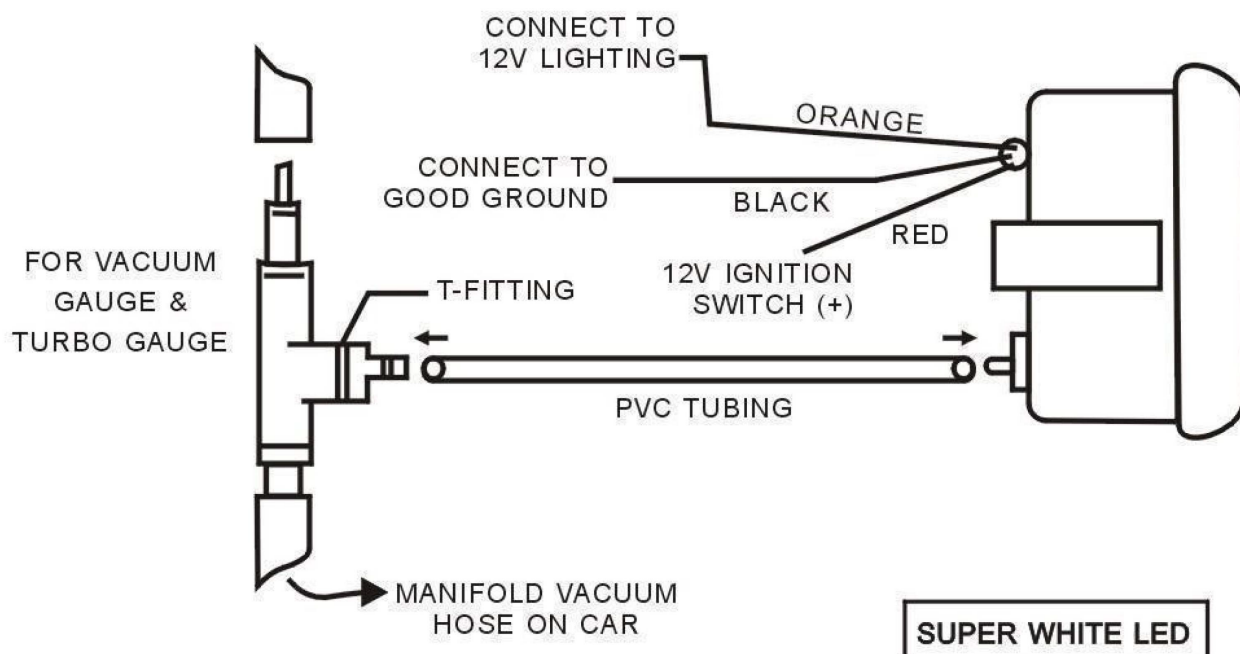 CONNECT TO
12V LIGHTING
ORANGE
CONNECT TO
GOOD GROUND
BLACK
RED
12V IGNITION
SWITCH (+)
FOR VACUUM
GAUGE &
TURBO GAUGE
T-FITTING
PVC TUBING
MANIFOLD VACUUM
HOSE ON CAR
SUPER WHITE LED